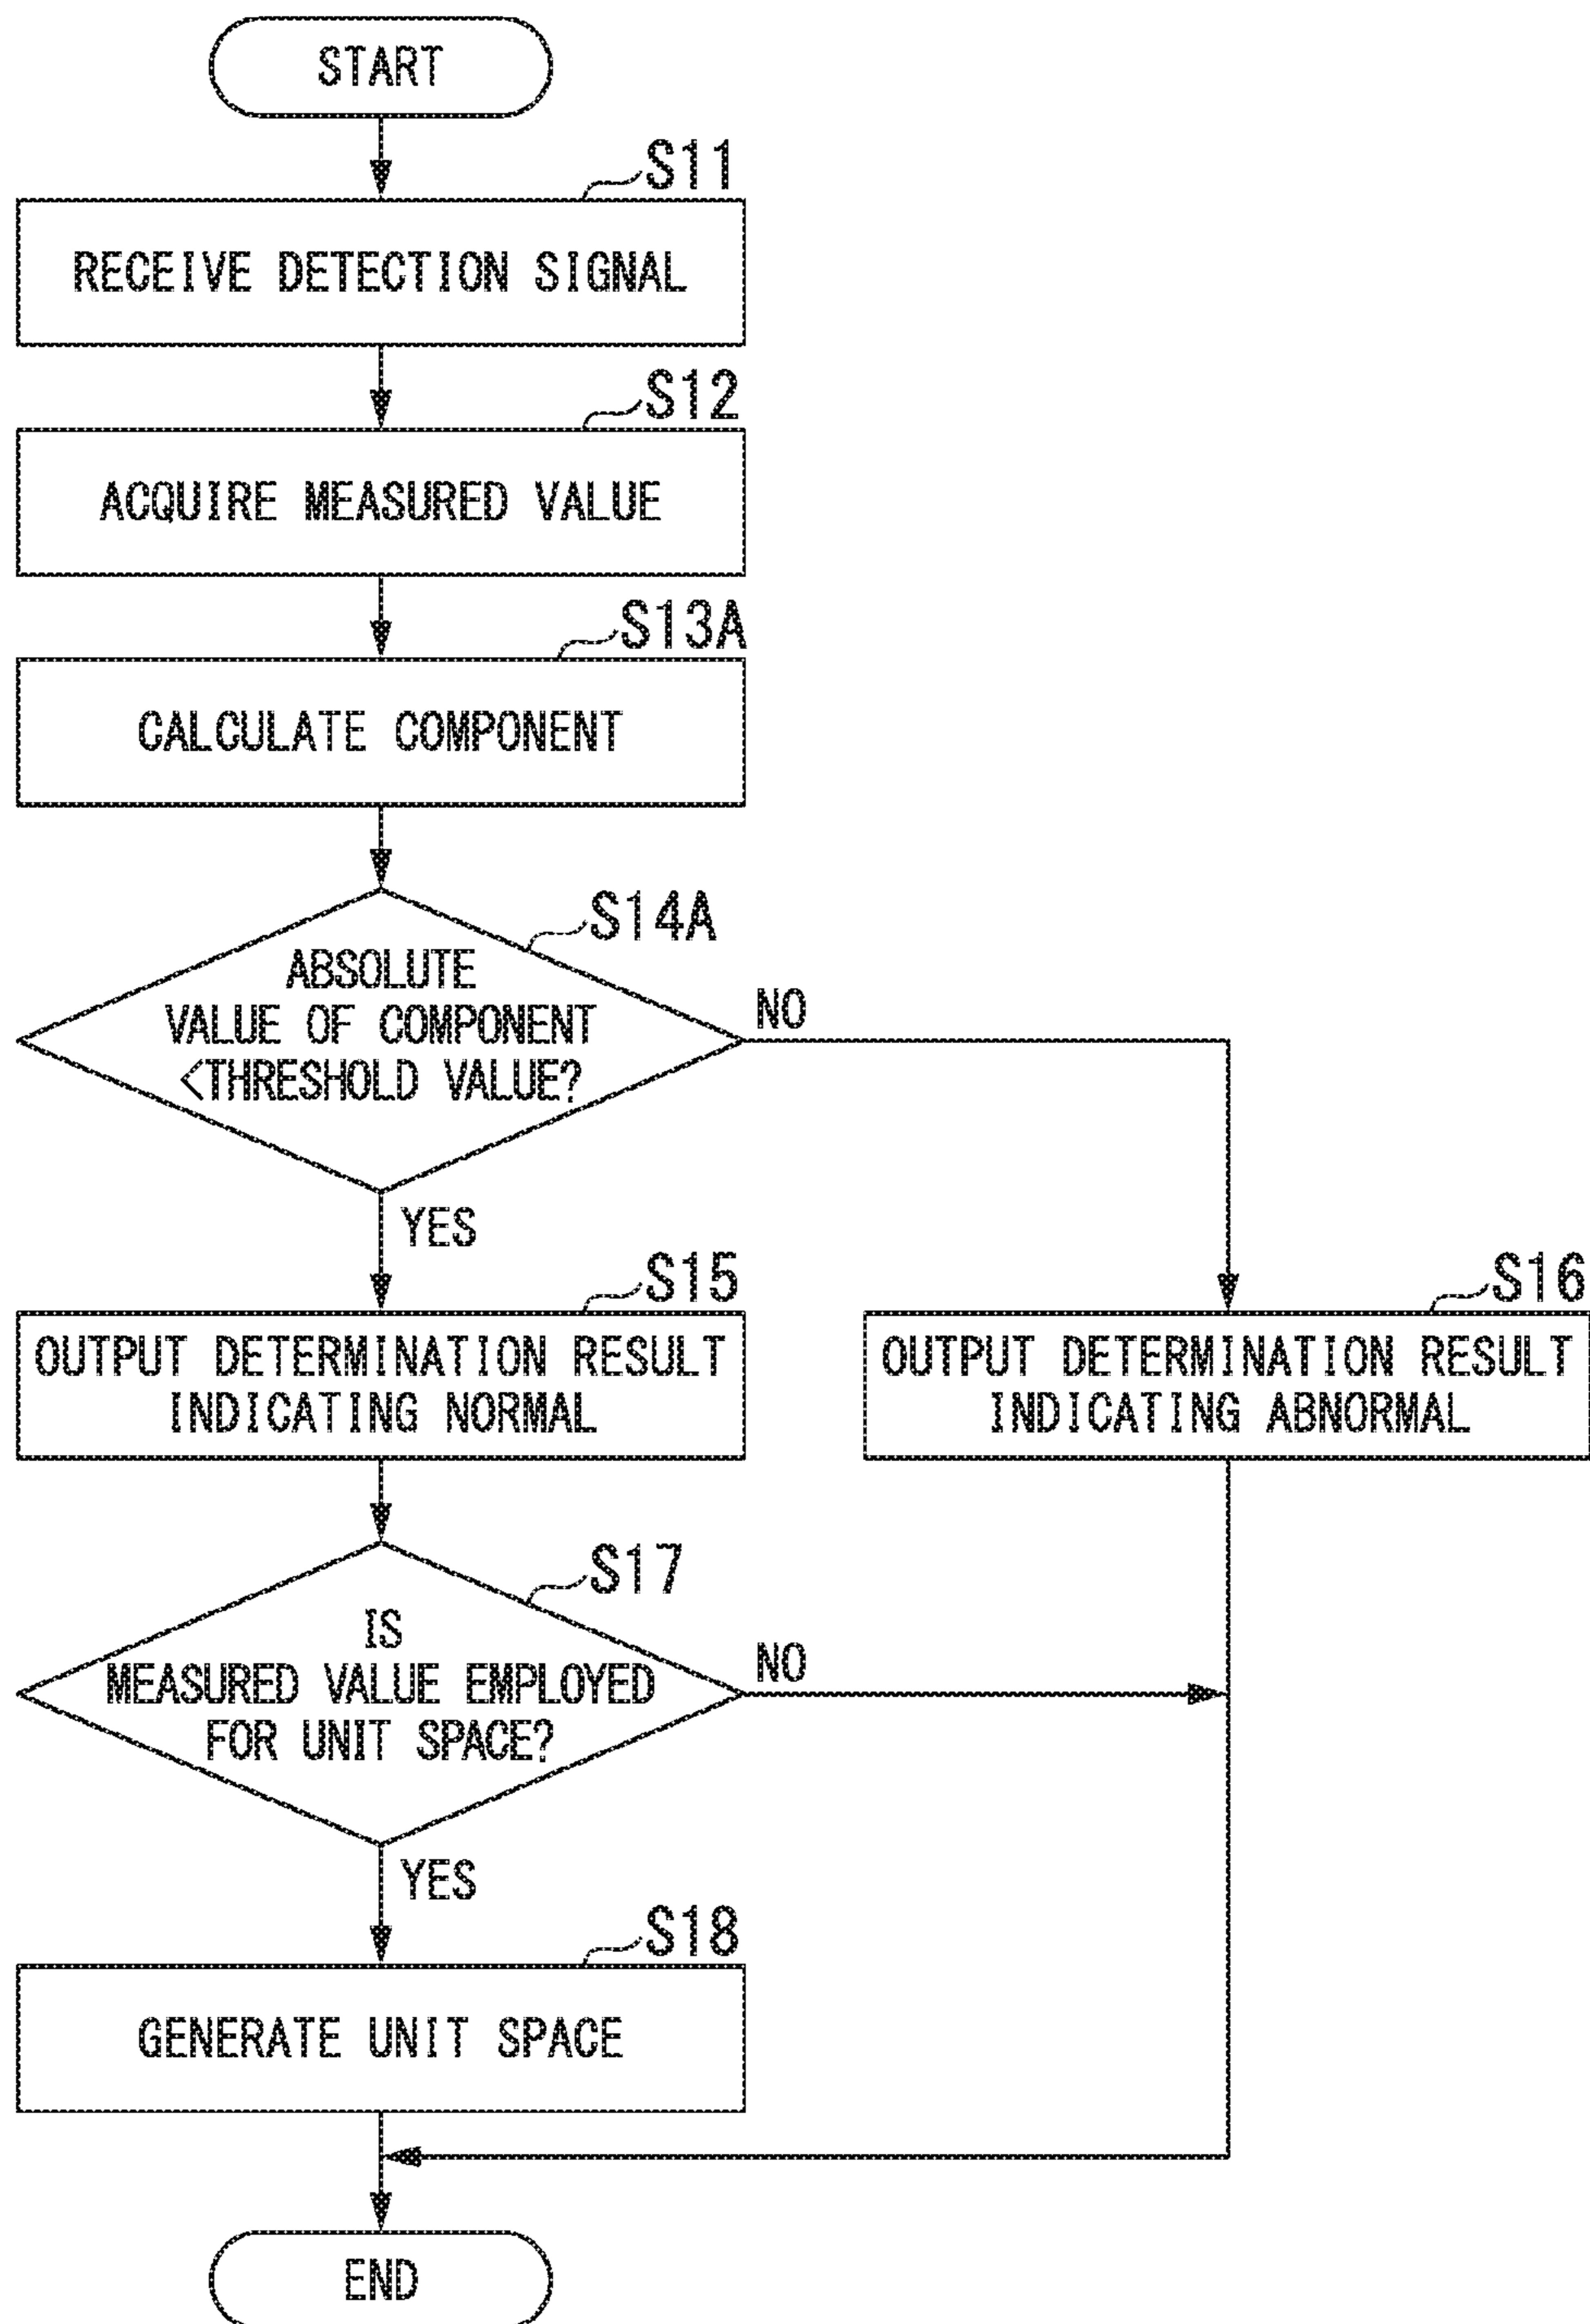 START
S11
RECEIVE DETECTION SIGNAL
S12
ACQUIRE MEASURED VALUE
S13A
CALCULATE COMPONENT
S14A
ABSOLUTE
VALUE OF COMPONENT
<THRESHOLD VALUE?
NO
YES
S15
OUTPUT DETERMINATION RESULT
INDICATING NORMAL
S16
OUTPUT DETERMINATION RESULT
INDICATING ABNORMAL
S17
IS
MEASURED VALUE EMPLOYED
FOR UNIT SPACE?
NO
YES
S18
GENERATE UNIT SPACE
END